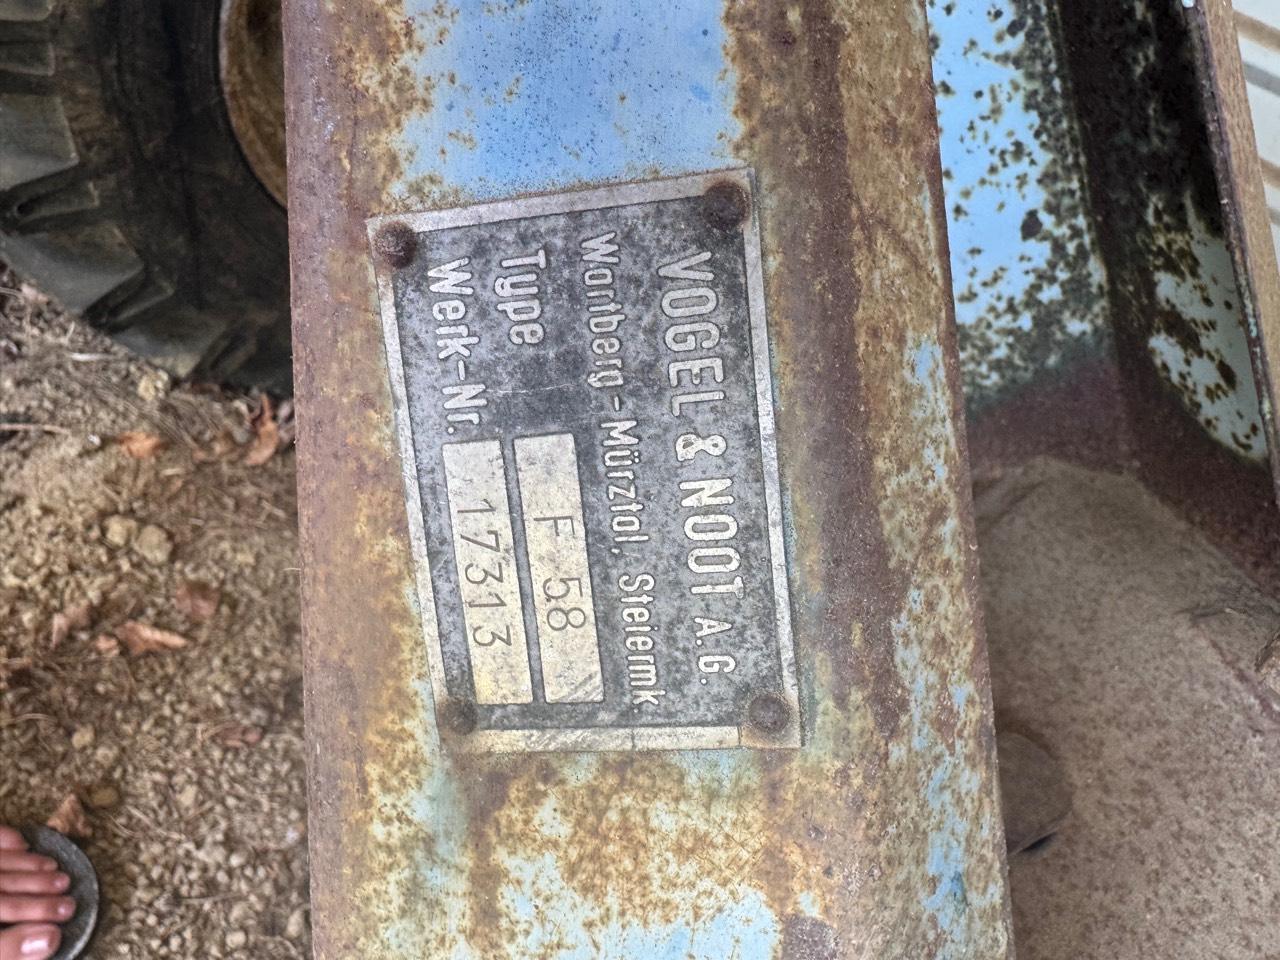 VOGEL & NOOT A.G.
Wartberg-Mürztal, Steiermk.
Type F 58
Werk-Nr. 17313